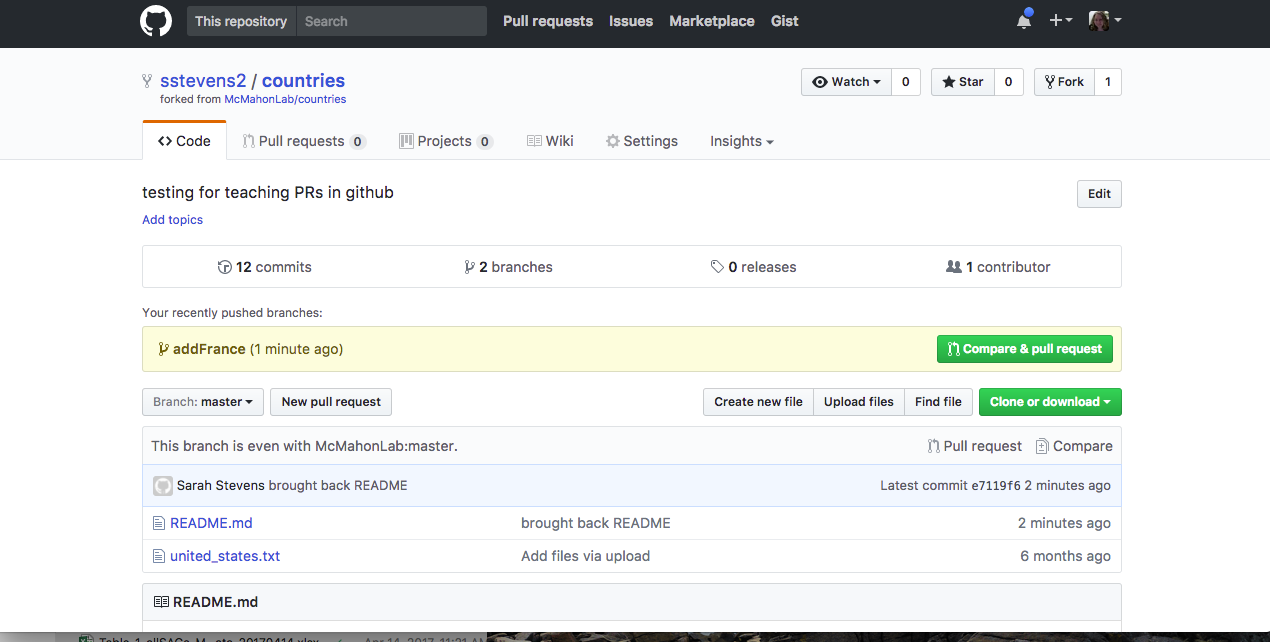 This repository Search Pull requests Issues Marketplace Gist
sstevens2 / countries Watch 0 Star 0 Fork 1
forked from McMahonLab/countries
Code Pull requests 0 Projects 0 Wiki Settings Insights
testing for teaching PRs in github Edit
Add topics
12 commits 2 branches 0 releases 1 contributor
Your recently pushed branches:
addFrance (1 minute ago) Compare & pull request
Branch: master New pull request Create new file Upload files Find file Clone or download
This branch is even with McMahonLab:master. Pull request Compare
Sarah Stevens brought back README Latest commit e7119f6 2 minutes ago
README.md brought back README 2 minutes ago
united_states.txt Add files via upload 6 months ago
README.md